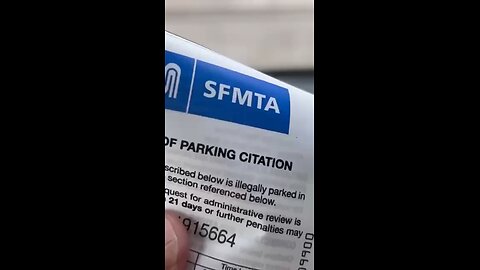 SFMTA
OF PARKING CITATION
scribed below is illegally parked in
section referenced below.
quest for administrative review is
21 days or further penalties may
915664